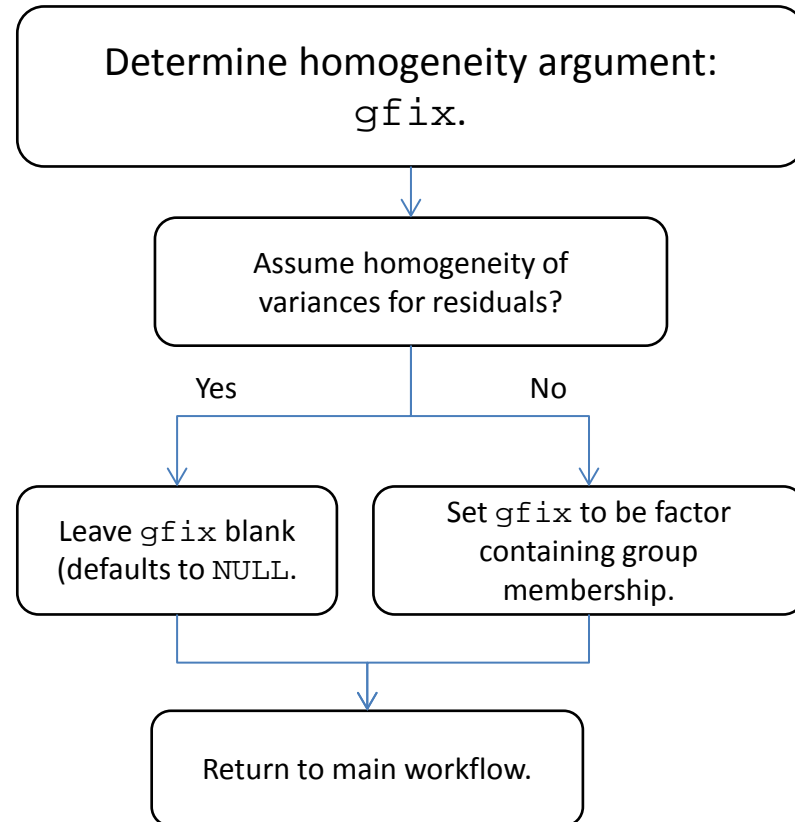 Determine homogeneity argument:
gfix.
Assume homogeneity of
variances for residuals?
Yes
No
Leave gfix blank
(defaults to NULL.
Set gfix to be factor
containing group
membership.
Return to main workflow.